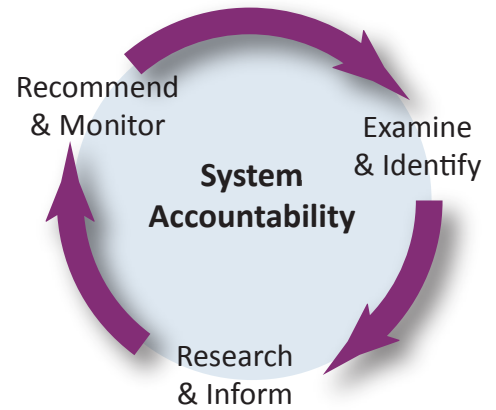 Recommend
& Monitor
Examine
& Identify
System
Accountability
Research
& Inform